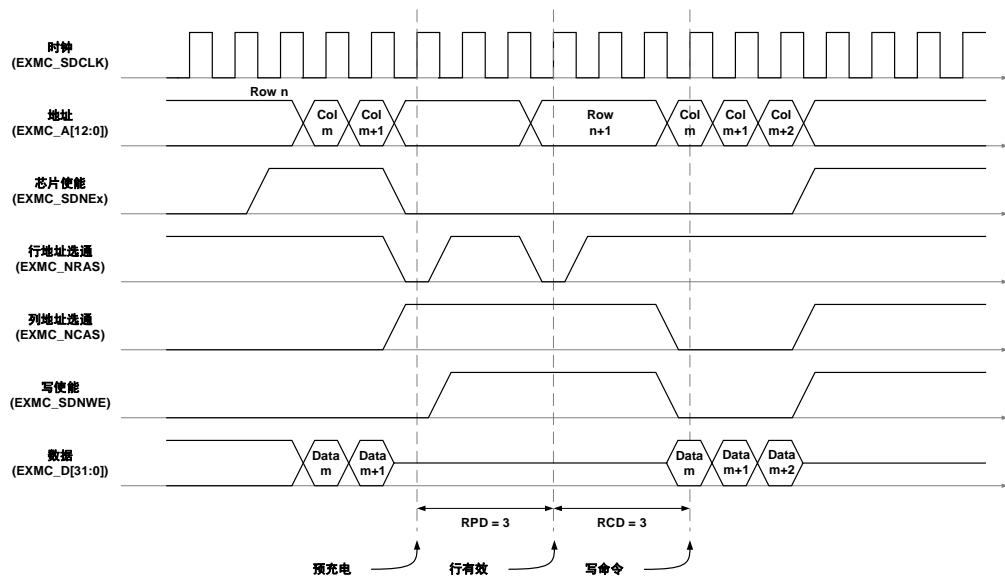 时钟
(EXMC_SDCLK)
Row n
地址
(EXMC_A[12:0])
Col
m
Col
m+1
Row
n+1
Col
m
Col
m+1
Col
m+2
芯片使能
(EXMC_SDNEx)
行地址选通
(EXMC_NRAS)
列地址选通
(EXMC_NCAS)
写使能
(EXMC_SDNWE)
数据
(EXMC_D[31:0])
Data
m
Data
m+1
Data
m
Data
m+1
Data
m+2
RPD = 3
RCD = 3
预充电
行有效
写命令